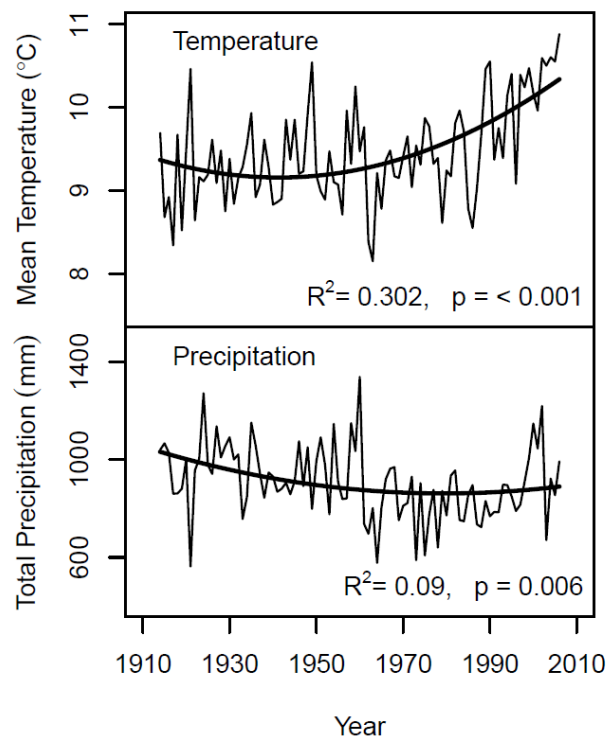 Mean Temperature (°C)
11
10
9
8
Temperature
R²= 0.302, p = < 0.001
Total Precipitation (mm)
1400
1000
600
Precipitation
R²= 0.09, p = 0.006
1910 1930 1950 1970 1990 2010
Year